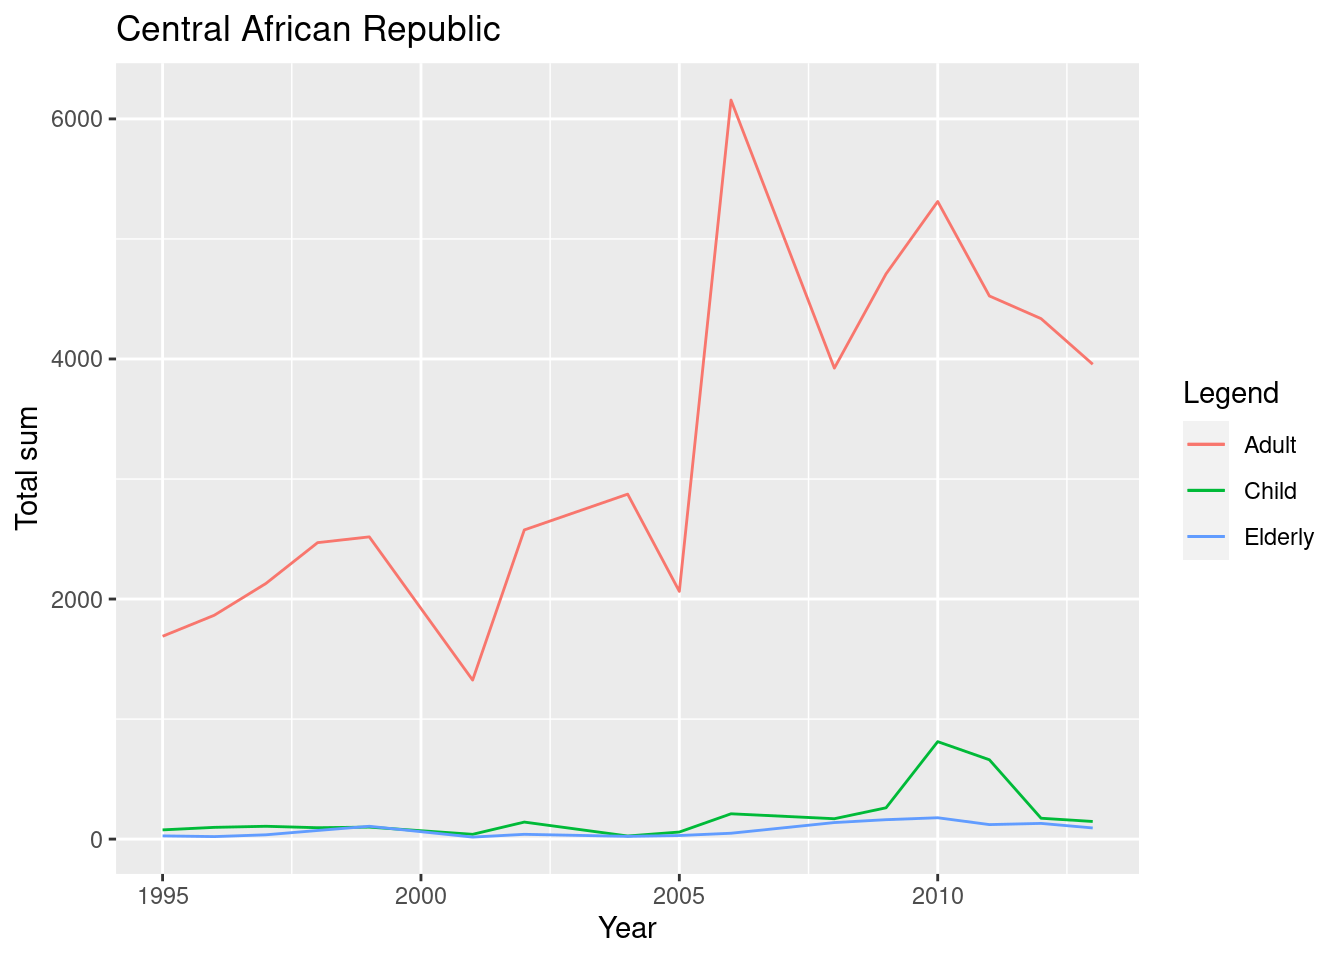 Central African Republic
6000
4000
2000
0
Total sum
1995 2000 2005 2010
Year
Legend
Adult
Child
Elderly